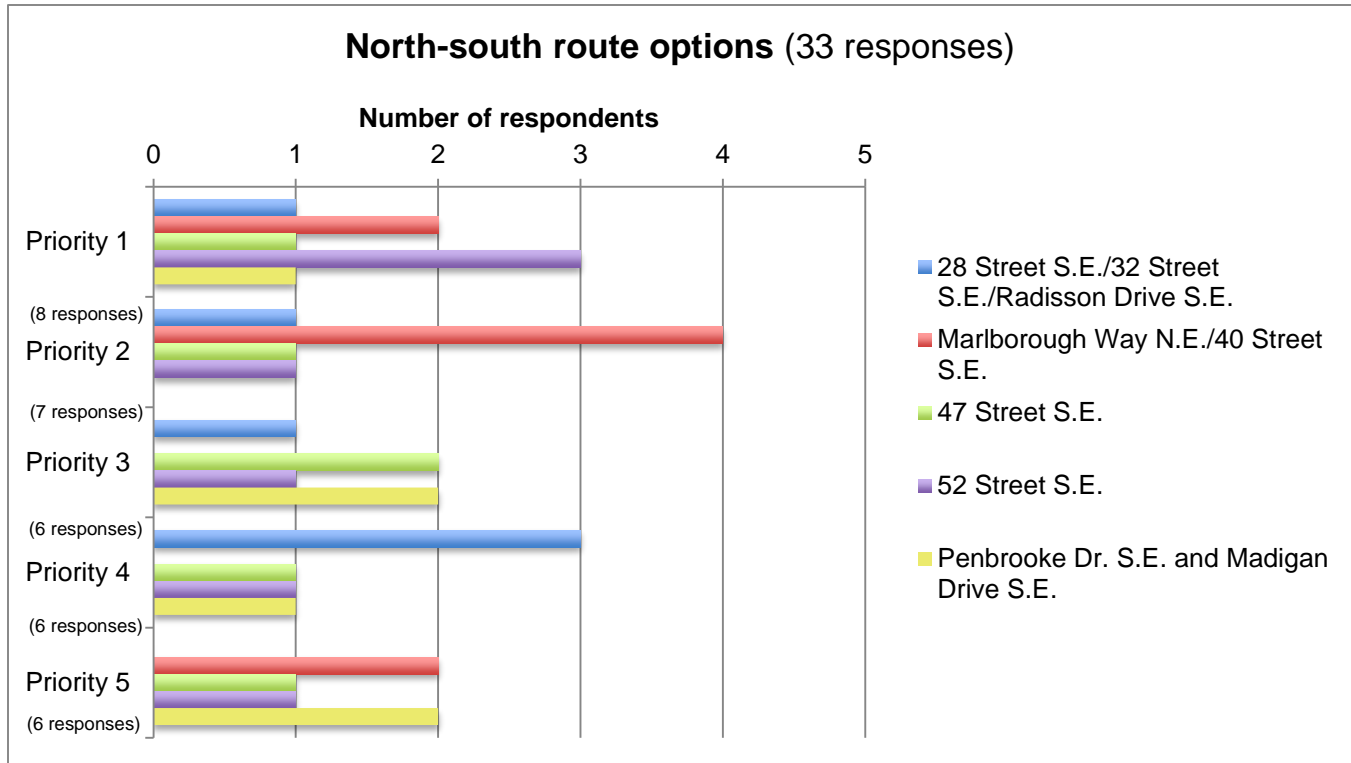 North-south route options (33 responses)
Number of respondents
0 1 2 3 4 5
Priority 1
(8 responses)
Priority 2
(7 responses)
Priority 3
(6 responses)
Priority 4
(6 responses)
Priority 5
(6 responses)
28 Street S.E./32 Street
S.E./Radisson Drive S.E.
Marlborough Way N.E./40 Street
S.E.
47 Street S.E.
52 Street S.E.
Penbrooke Dr. S.E. and Madigan
Drive S.E.